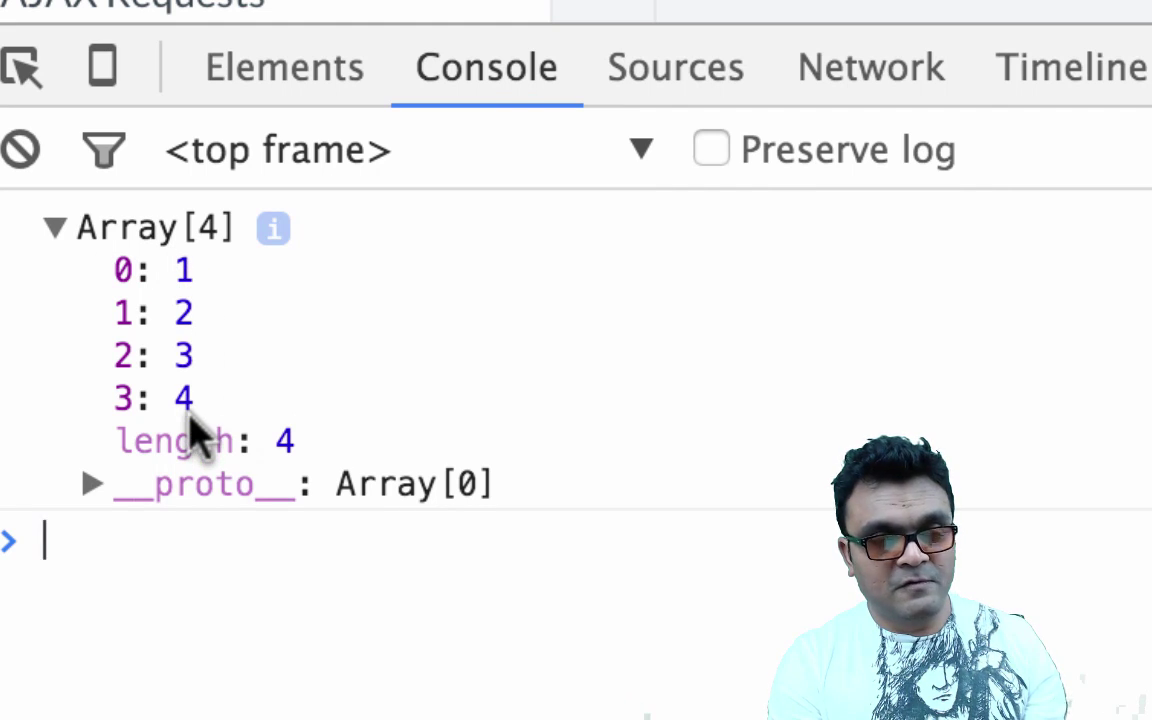 AJAX Requests
Elements Console Sources Network Timeline
<top frame> ▼ Preserve log
▼ Array[4] i
0: 1
1: 2
2: 3
3: 4
length: 4
▶ __proto__: Array[0]
>